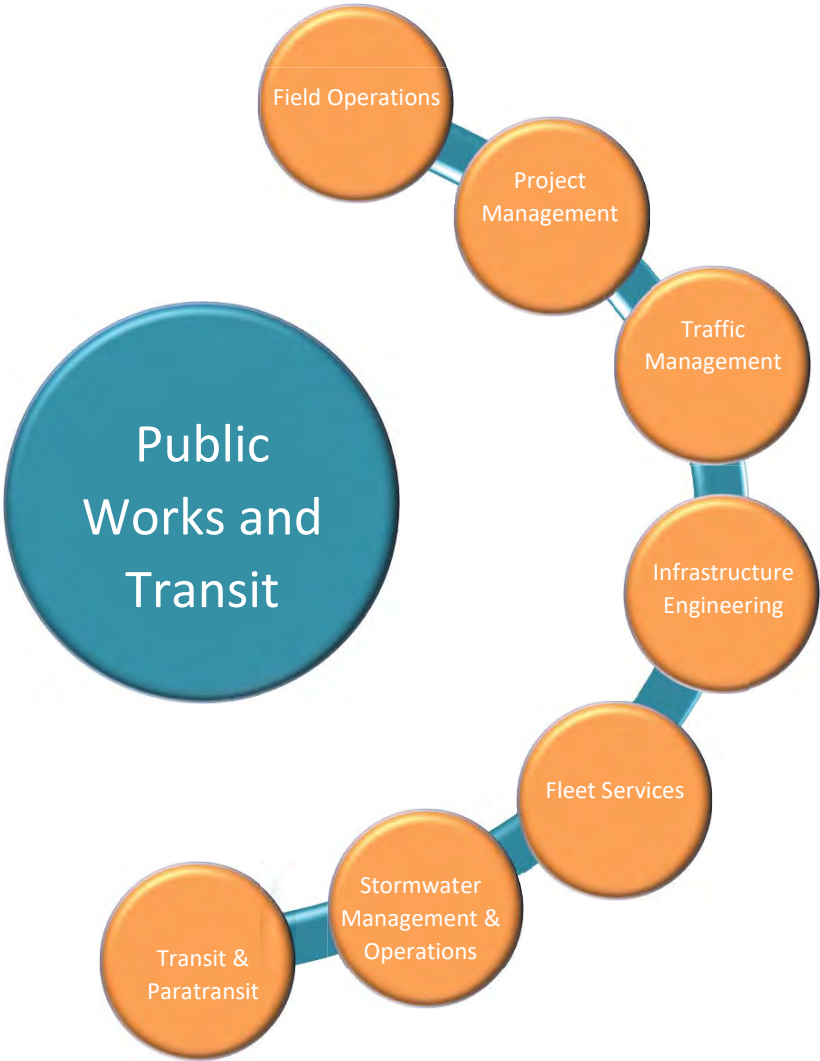 Field Operations
Project
Management
Traffic
Management
Public
Works and
Transit
Infrastructure
Engineering
Fleet Services
Stormwater
Management &
Operations
Transit &
Paratransit